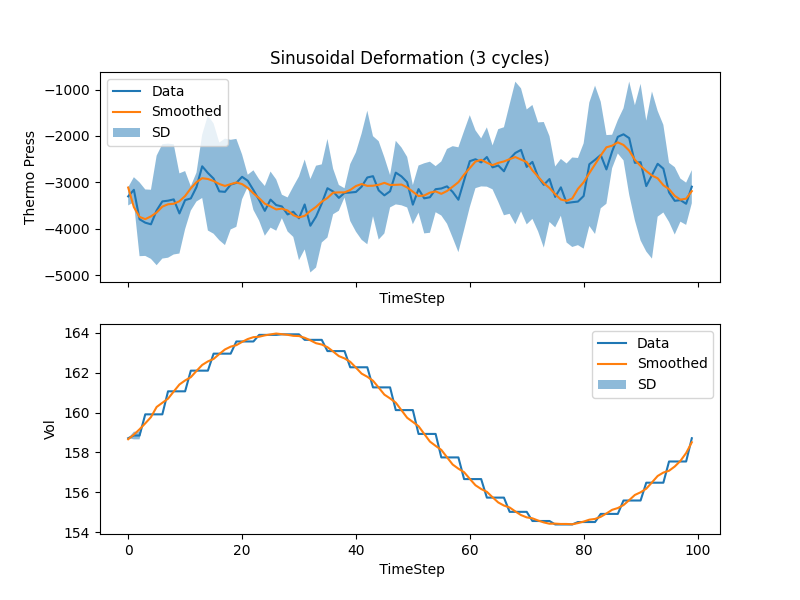 Sinusoidal Deformation (3 cycles)
Data
Smoothed
SD
−1000
−2000
−3000
−4000
−5000
Thermo Press
TimeStep
Data
Smoothed
SD
164
162
160
158
156
154
Vol
0
20
40
60
80
100
TimeStep